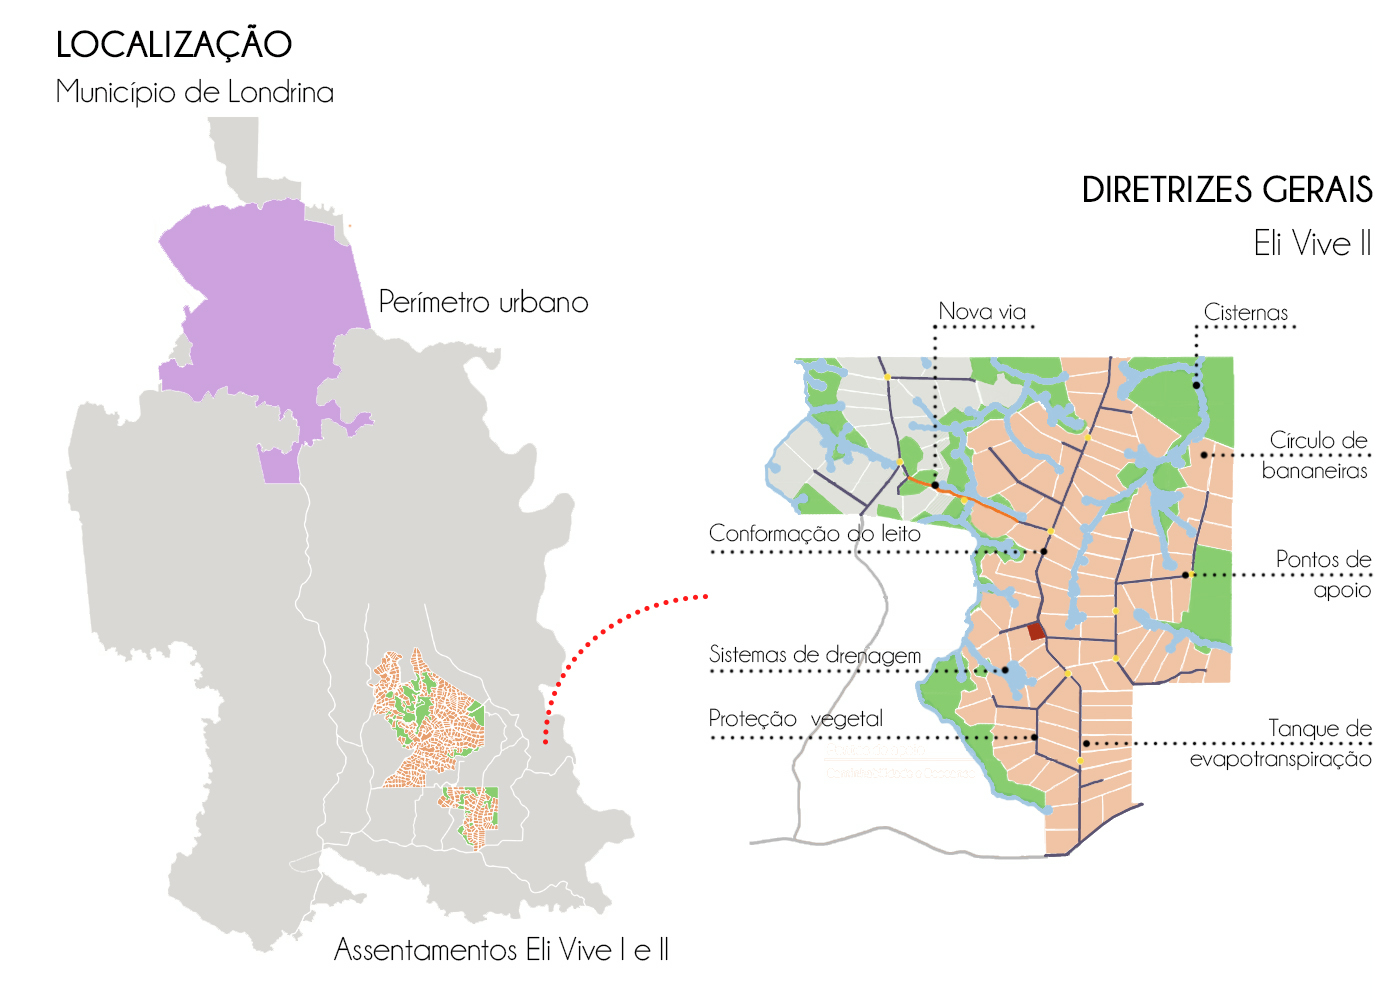 LOCALIZAÇÃO
Município de Londrina
Perímetro urbano
Assentamentos Eli Vive I e II
DIRETRIZES GERAIS
Eli Vive II
Nova via
Cisternas
Círculo de
bananeiras
Conformação do leito
Pontos de
apoio
Sistemas de drenagem
Proteção vegetal
Tanque de
evapotranspiração